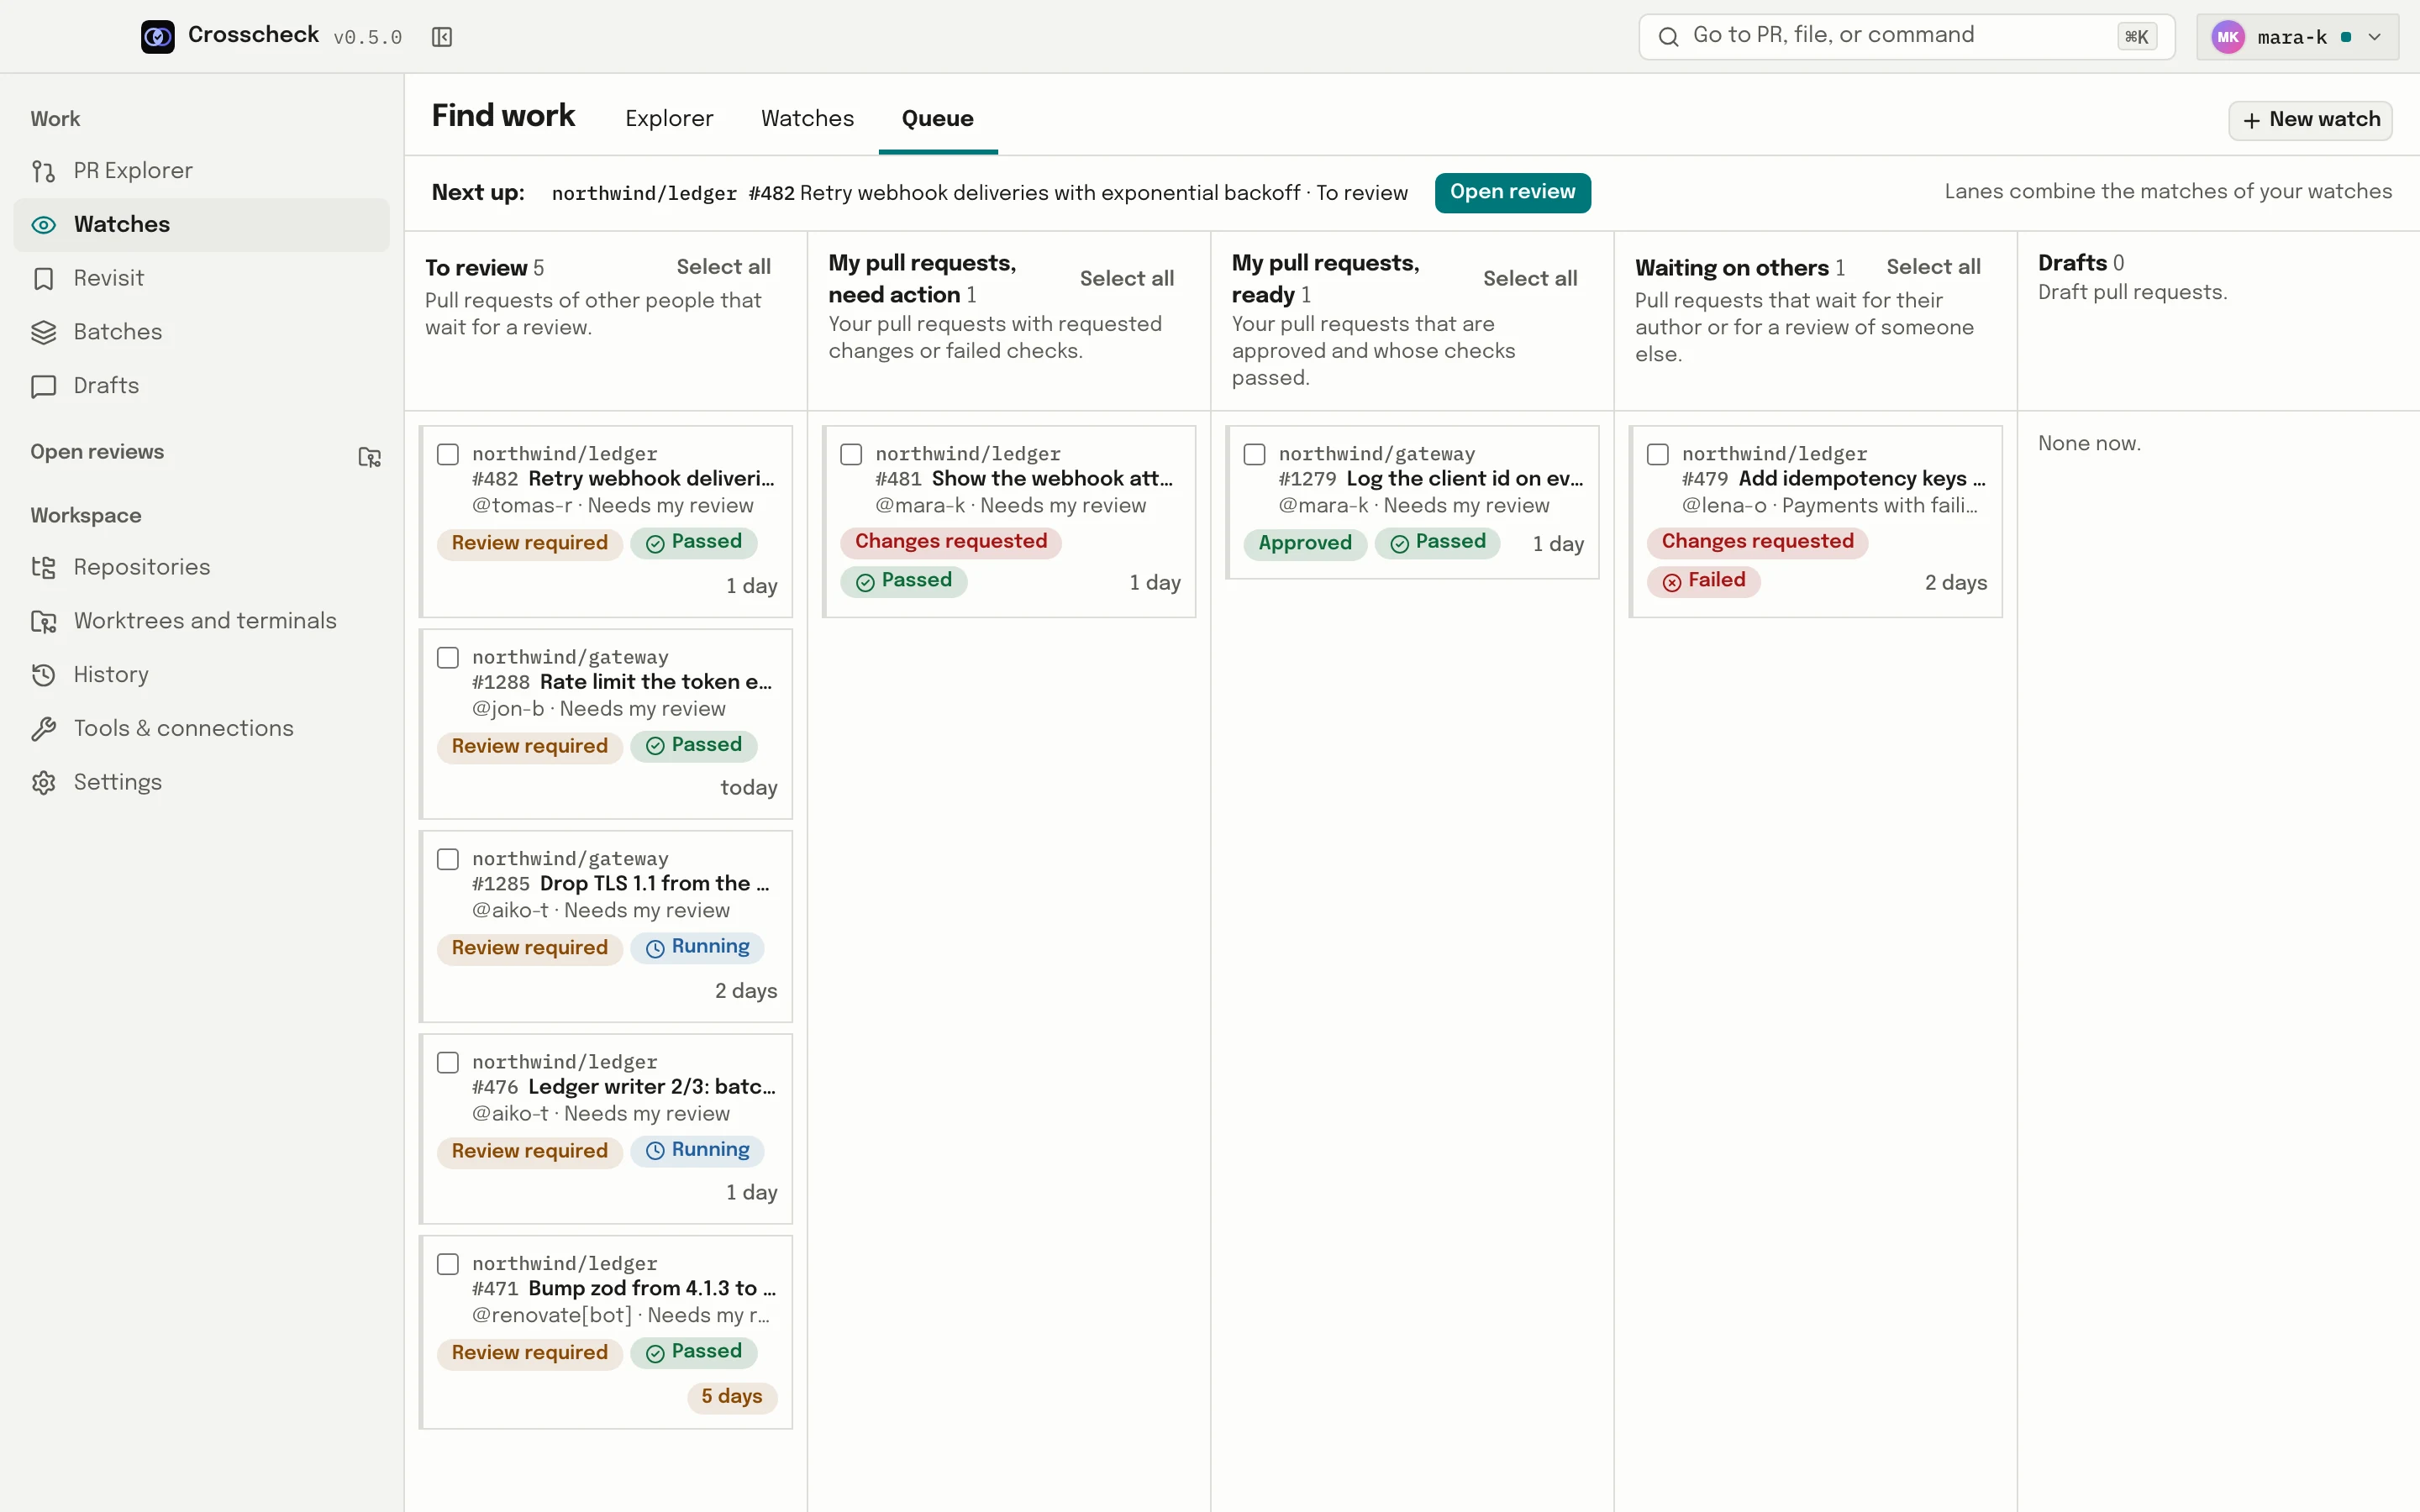 Crosscheck v0.5.0
Go to PR, file, or command ⌘K
MK mara-k
Work
PR Explorer
Watches
Revisit
Batches
Drafts
Open reviews
Workspace
Repositories
Worktrees and terminals
History
Tools & connections
Settings
Find work Explorer Watches Queue
+ New watch
Next up: northwind/ledger #482 Retry webhook deliveries with exponential backoff · To review Open review
Lanes combine the matches of your watches
To review 5 Select all
Pull requests of other people that
wait for a review.
northwind/ledger
#482 Retry webhook deliveri...
@tomas-r · Needs my review
Review required Passed
1 day
northwind/gateway
#1288 Rate limit the token e...
@jon-b · Needs my review
Review required Passed
today
northwind/gateway
#1285 Drop TLS 1.1 from the ...
@aiko-t · Needs my review
Review required Running
2 days
northwind/ledger
#476 Ledger writer 2/3: batc...
@aiko-t · Needs my review
Review required Running
1 day
northwind/ledger
#471 Bump zod from 4.1.3 to ...
@renovate[bot] · Needs my r...
Review required Passed
5 days
My pull requests,
need action 1 Select all
Your pull requests with requested
changes or failed checks.
northwind/ledger
#481 Show the webhook att...
@mara-k · Needs my review
Changes requested
Passed 1 day
My pull requests,
ready 1 Select all
Your pull requests that are
approved and whose checks
passed.
northwind/gateway
#1279 Log the client id on ev...
@mara-k · Needs my review
Approved Passed 1 day
Waiting on others 1 Select all
Pull requests that wait for their
author or for a review of someone
else.
northwind/ledger
#479 Add idempotency keys ...
@lena-o · Payments with faili...
Changes requested
Failed 2 days
Drafts 0
Draft pull requests.
None now.